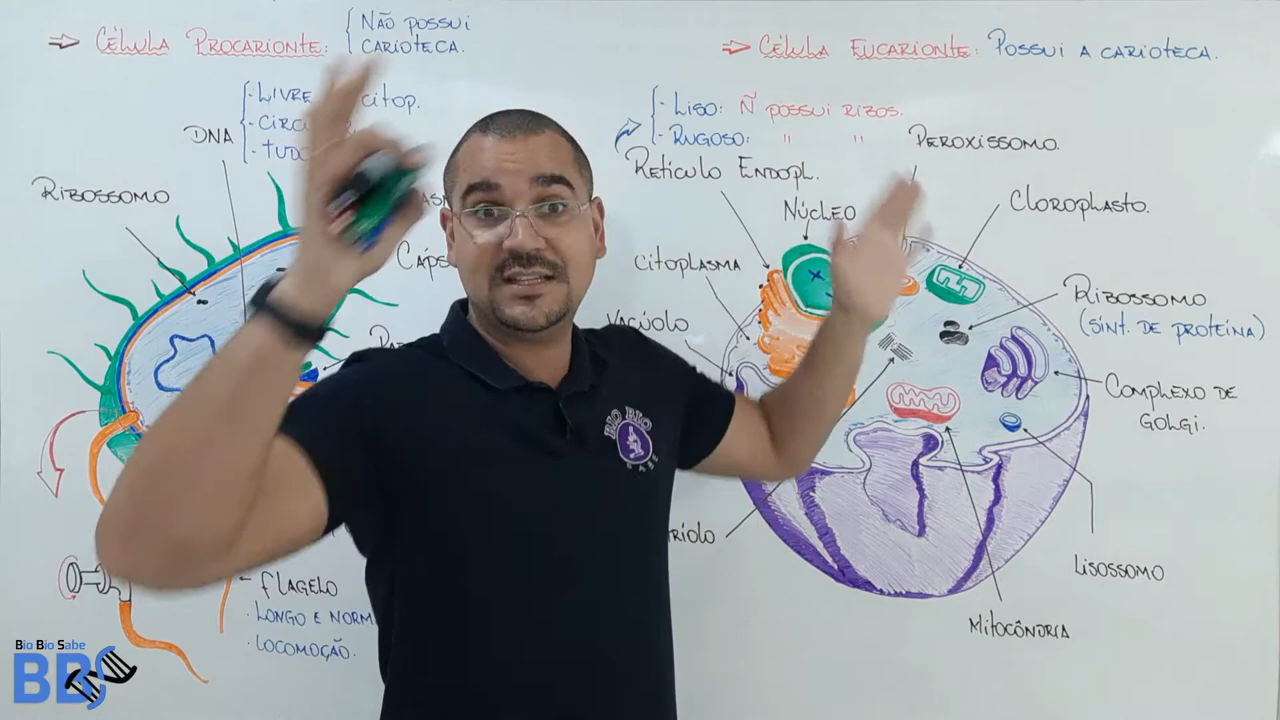 ⇒ CÉLULA PROCARIONTE: NÃO POSSUI
CARIOTECA.
DNA
- LIVRE
CITOP.
RIBOSSOMO
FLAGELO
· LONGO E
· LOCOMOÇÃO.
⇒ CÉLULA EUCARIONTE: POSSUI A CARIOTECA.
- LISO: Ñ POSSUI RIBOS.
- RUGOSO: " "
RETÍCULO ENDOPL.
PEROXISSOMO.
NÚCLEO
CLOROPLASTO.
CITOPLASMA
VACÚOLO
RIBOSSOMO
(SÍNT. DE PROTEÍNA)
COMPLEXO DE
GOLGI.
LISOSSOMO
MITOCÔNDRIA
BIO BIO
SABE
Bio Bio Sabe
BBS